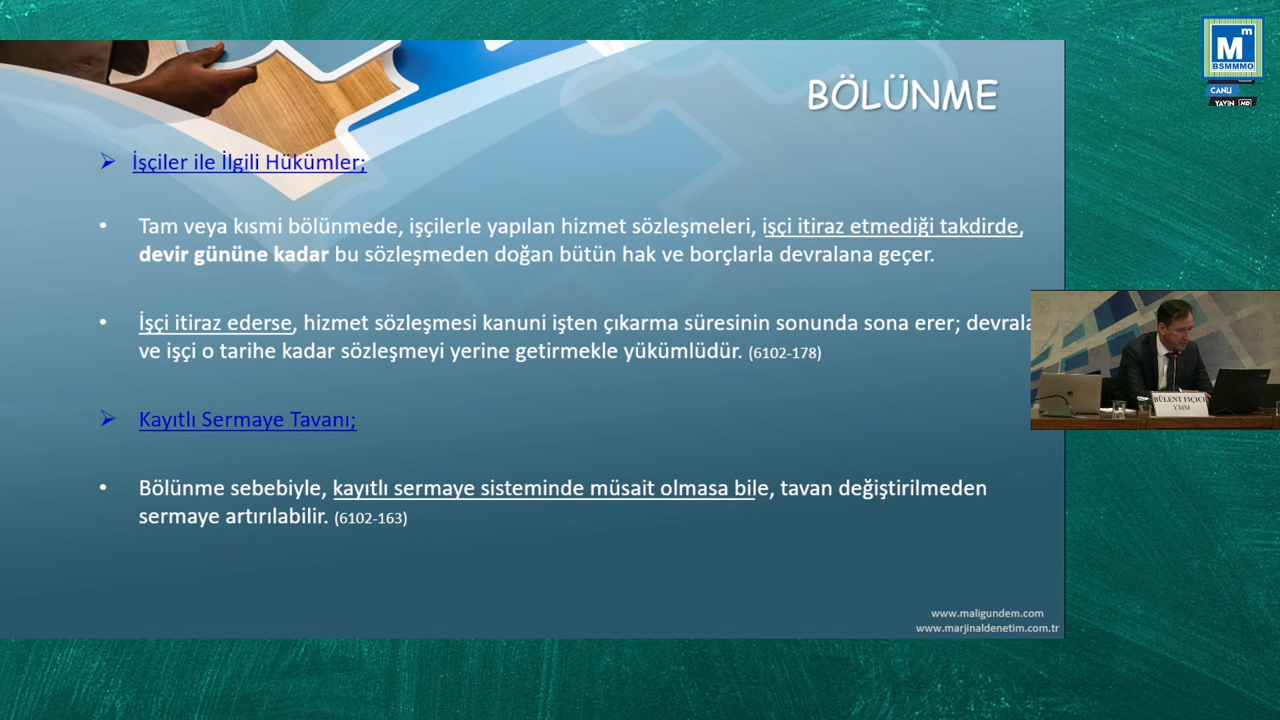 BÖLÜNME
İşçiler ile İlgili Hükümler;
Tam veya kısmi bölünmede, işçilerle yapılan hizmet sözleşmeleri, işçi itiraz etmediği takdirde,
devir gününe kadar bu sözleşmeden doğan bütün hak ve borçlarla devralana geçer.
İşçi itiraz ederse, hizmet sözleşmesi kanuni işten çıkarma süresinin sonunda sona erer; devrala
ve işçi o tarihe kadar sözleşmeyi yerine getirmekle yükümlüdür. (6102-178)
Kayıtlı Sermaye Tavanı;
Bölünme sebebiyle, kayıtlı sermaye sisteminde müsait olmasa bile, tavan değiştirilmeden
sermaye artırılabilir. (6102-163)
www.maligundem.com
www.marjinaldenetim.com.tr
Mm
BSMMMO
CANLI
YAYIN HD
BÜLENT FIÇICI
YMM